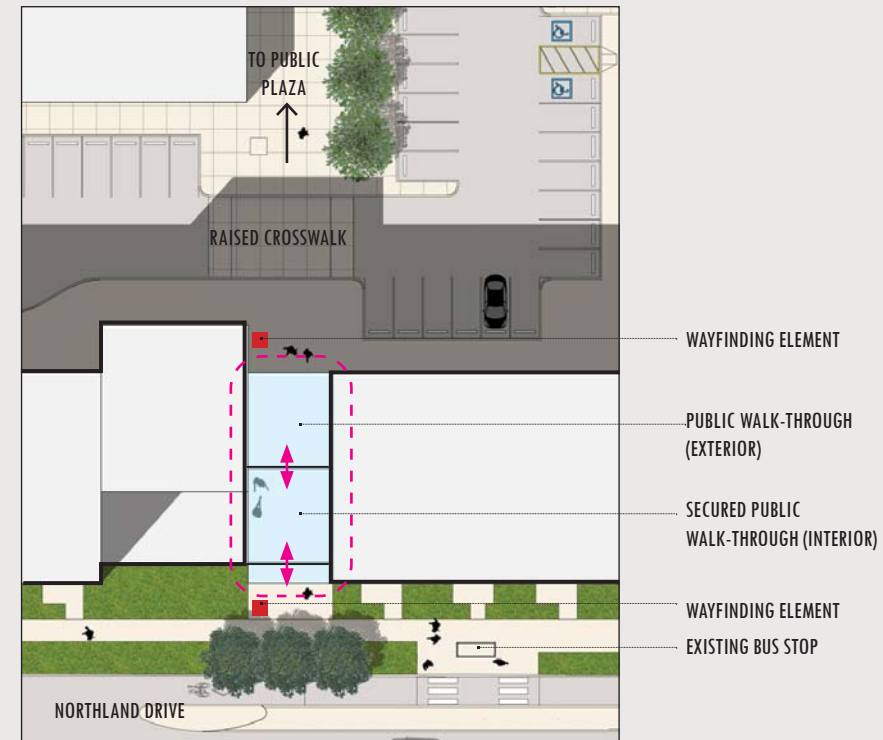 TO PUBLIC
PLAZA
RAISED CROSSWALK
WAYFINDING ELEMENT
PUBLIC WALK-THROUGH
(EXTERIOR)
SECURED PUBLIC
WALK-THROUGH (INTERIOR)
WAYFINDING ELEMENT
EXISTING BUS STOP
NORTHLAND DRIVE